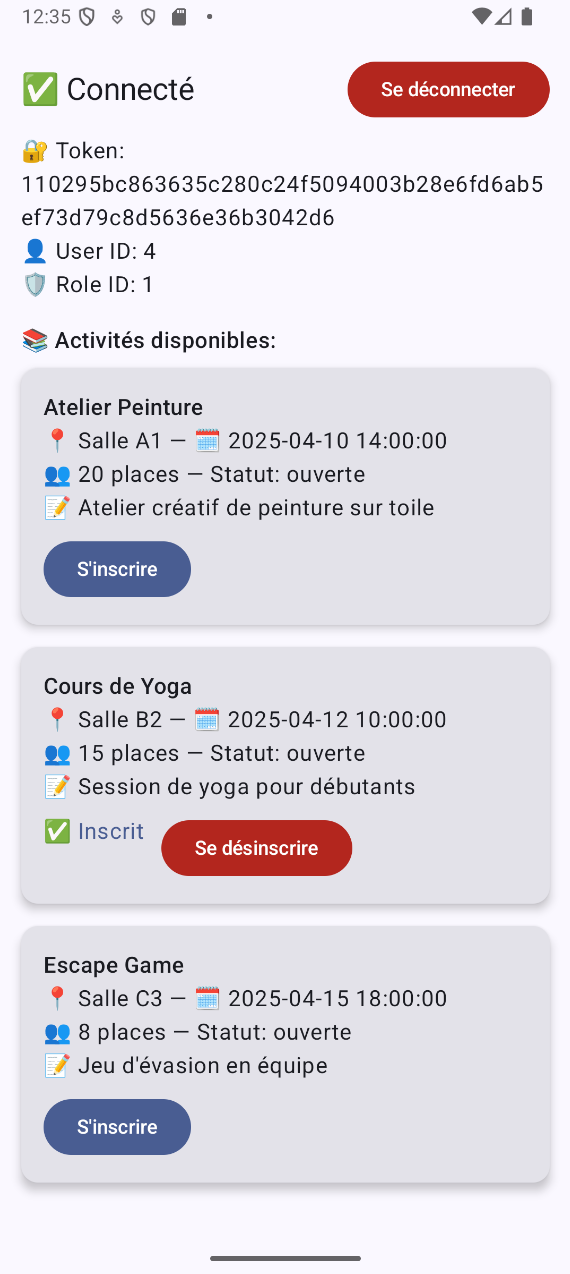 12:35
✅ Connecté
Se déconnecter
🔐 Token:
110295bc863635c280c24f5094003b28e6fd6ab5
ef73d79c8d5636e36b3042d6
👤 User ID: 4
🛡️ Role ID: 1
📚 Activités disponibles:
Atelier Peinture
📍 Salle A1 — 🗓️ 2025-04-10 14:00:00
👥 20 places — Statut: ouverte
📝 Atelier créatif de peinture sur toile
S'inscrire
Cours de Yoga
📍 Salle B2 — 🗓️ 2025-04-12 10:00:00
👥 15 places — Statut: ouverte
📝 Session de yoga pour débutants
✅ Inscrit
Se désinscrire
Escape Game
📍 Salle C3 — 🗓️ 2025-04-15 18:00:00
👥 8 places — Statut: ouverte
📝 Jeu d'évasion en équipe
S'inscrire